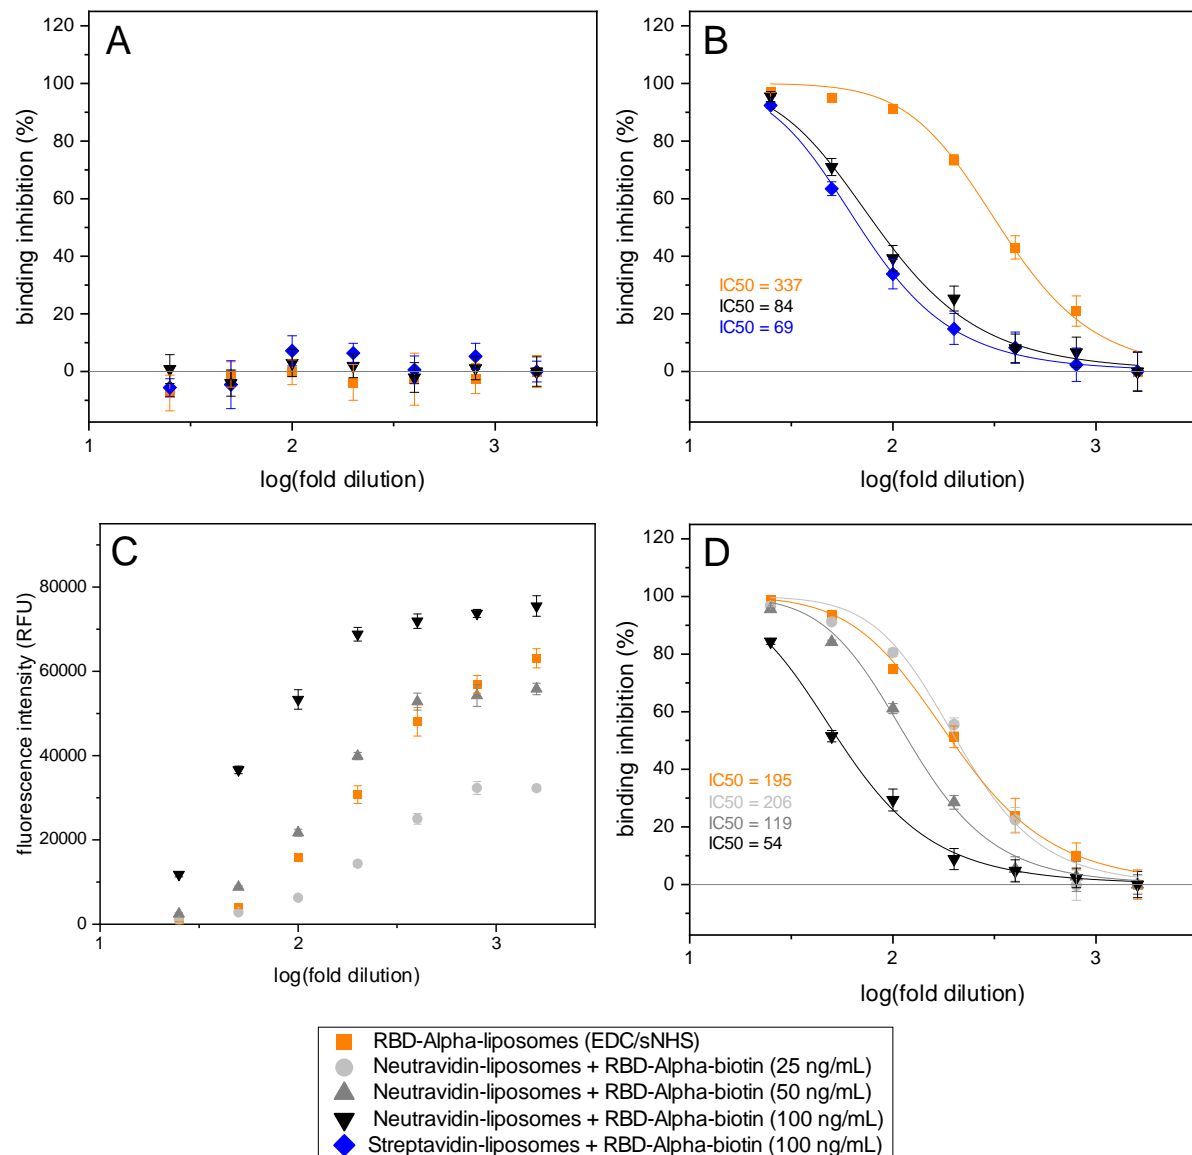 A
120
100
80
60
40
20
0
binding inhibition (%)
1
2
3
log(fold dilution)
B
120
100
80
60
40
20
0
binding inhibition (%)
IC50 = 337
IC50 = 84
IC50 = 69
1
2
3
log(fold dilution)
C
80000
60000
40000
20000
0
fluorescence intensity (RFU)
1
2
3
log(fold dilution)
D
120
100
80
60
40
20
0
binding inhibition (%)
IC50 = 195
IC50 = 206
IC50 = 119
IC50 = 54
1
2
3
log(fold dilution)
RBD-Alpha-liposomes (EDC/sNHS)
Neutravidin-liposomes + RBD-Alpha-biotin (25 ng/mL)
Neutravidin-liposomes + RBD-Alpha-biotin (50 ng/mL)
Neutravidin-liposomes + RBD-Alpha-biotin (100 ng/mL)
Streptavidin-liposomes + RBD-Alpha-biotin (100 ng/mL)